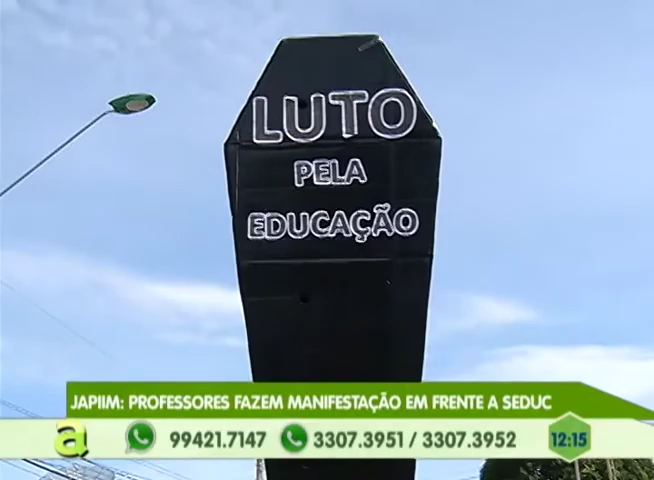 LUTO
PELA
EDUCAÇÃO
JAPIIM: PROFESSORES FAZEM MANIFESTAÇÃO EM FRENTE A SEDUC
a 99421.7147 3307.3951 / 3307.3952 12:15